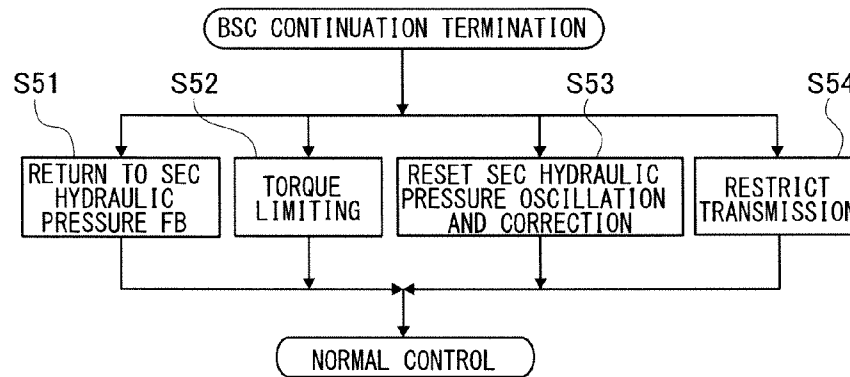 BSC CONTINUATION TERMINATION
S51
S52
S53
S54
RETURN TO SEC
HYDRAULIC
PRESSURE FB
TORQUE
LIMITING
RESET SEC HYDRAULIC
PRESSURE OSCILLATION
AND CORRECTION
RESTRICT
TRANSMISSION
NORMAL CONTROL